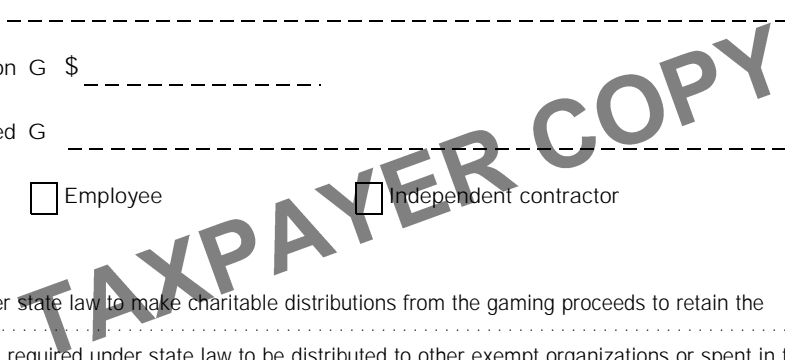 on G $
ed G
Employee Independent contractor
TAXPAYER COPY
er state law to make charitable distributions from the gaming proceeds to retain the
required under state law to be distributed to other exempt organizations or spent in t